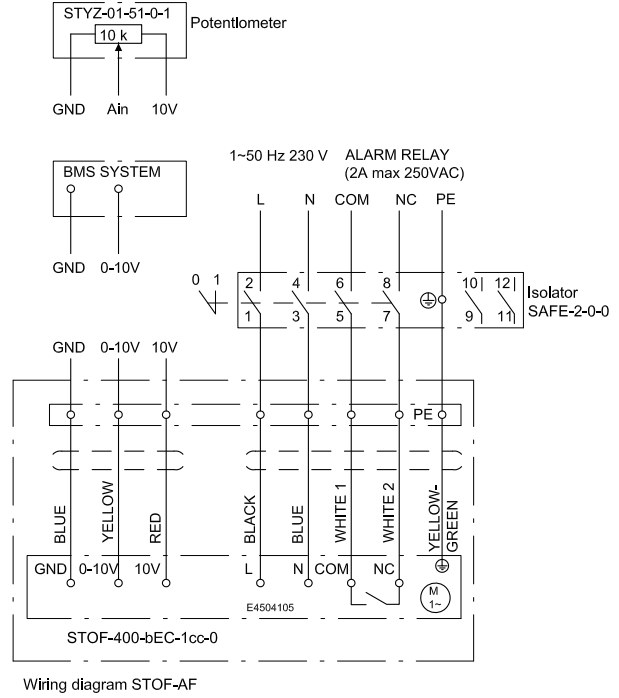 STYZ-01-51-0-1
10 k
Potentlometer
GND Ain 10V
1~50 Hz 230 V ALARM RELAY
(2A max 250VAC)
BMS SYSTEM
L N COM NC PE
GND 0-10V
0 1 2 4 6 8 10 12
Isolator
SAFE-2-0-0
1 3 5 7 9 11
GND 0-10V 10V
PE
BLUE YELLOW RED BLACK BLUE WHITE 1 WHITE 2 YELLOW-
GREEN
GND 0-10V 10V L N COM NC
M
1~
E4504105
STOF-400-bEC-1cc-0
Wiring diagram STOF-AF